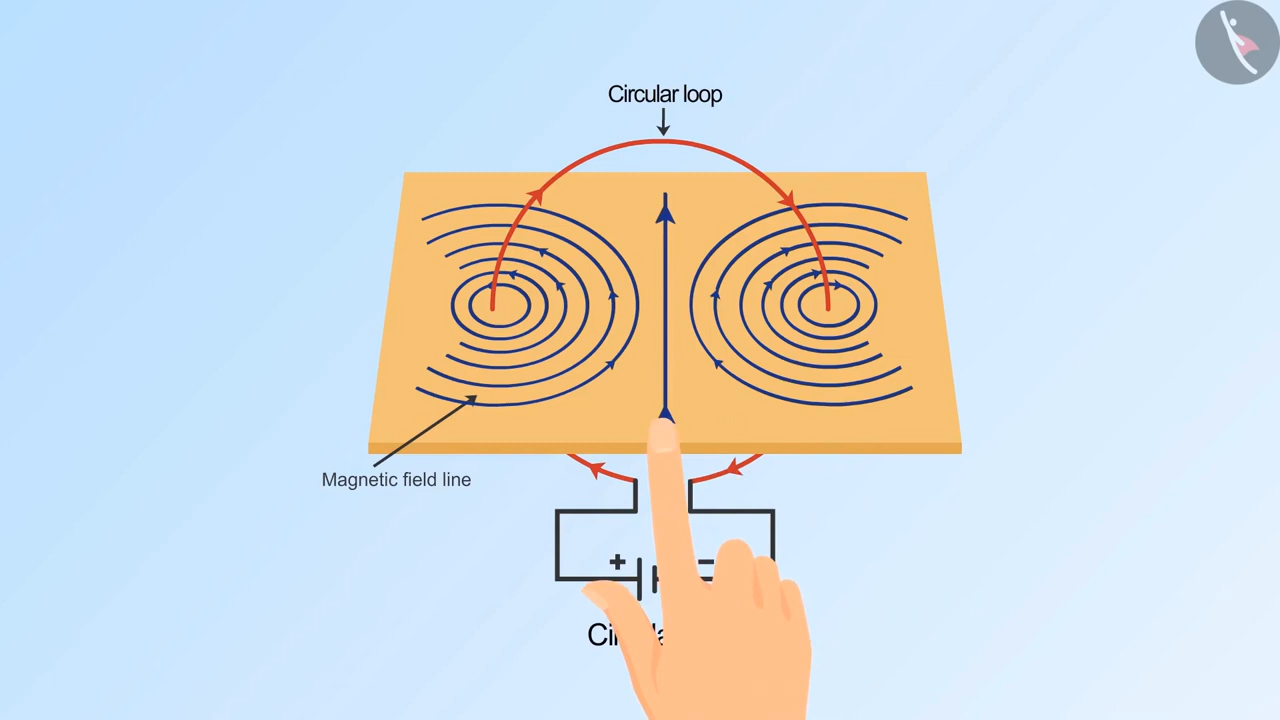 Circular loop
Magnetic field line
+ −